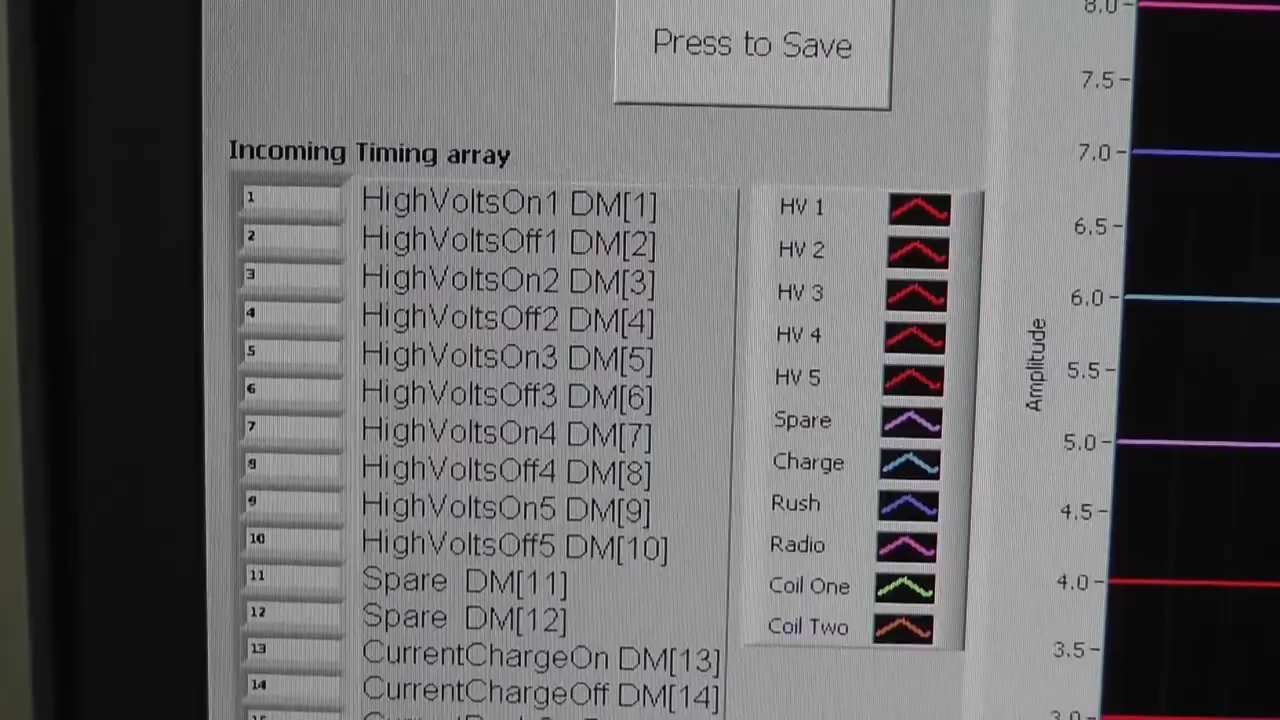 Press to Save
Incoming Timing array
1 HighVoltsOn1 DM[1]
2 HighVoltsOff1 DM[2]
3 HighVoltsOn2 DM[3]
4 HighVoltsOff2 DM[4]
5 HighVoltsOn3 DM[5]
6 HighVoltsOff3 DM[6]
7 HighVoltsOn4 DM[7]
9 HighVoltsOff4 DM[8]
9 HighVoltsOn5 DM[9]
10 HighVoltsOff5 DM[10]
11 Spare DM[11]
12 Spare DM[12]
13 CurrentChargeOn DM[13]
14 CurrentChargeOff DM[14]
HV 1
HV 2
HV 3
HV 4
HV 5
Spare
Charge
Rush
Radio
Coil One
Coil Two
Amplitude
8.0
7.5
7.0
6.5
6.0
5.5
5.0
4.5
4.0
3.5
3.0